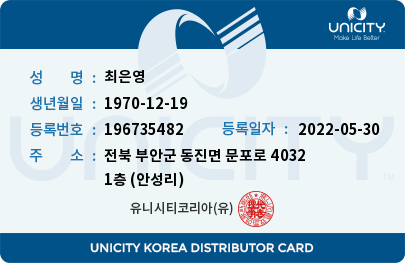 UNICITY
Make Life Better
성 명 : 최은영
생년월일 : 1970-12-19
등록번호 : 196735482 등록일자 : 2022-05-30
주 소 : 전북 부안군 동진면 문포로 4032
1층 (안성리)
UNICITY
유니시티코리아(유)
UNICITY KOREA DISTRIBUTOR CARD